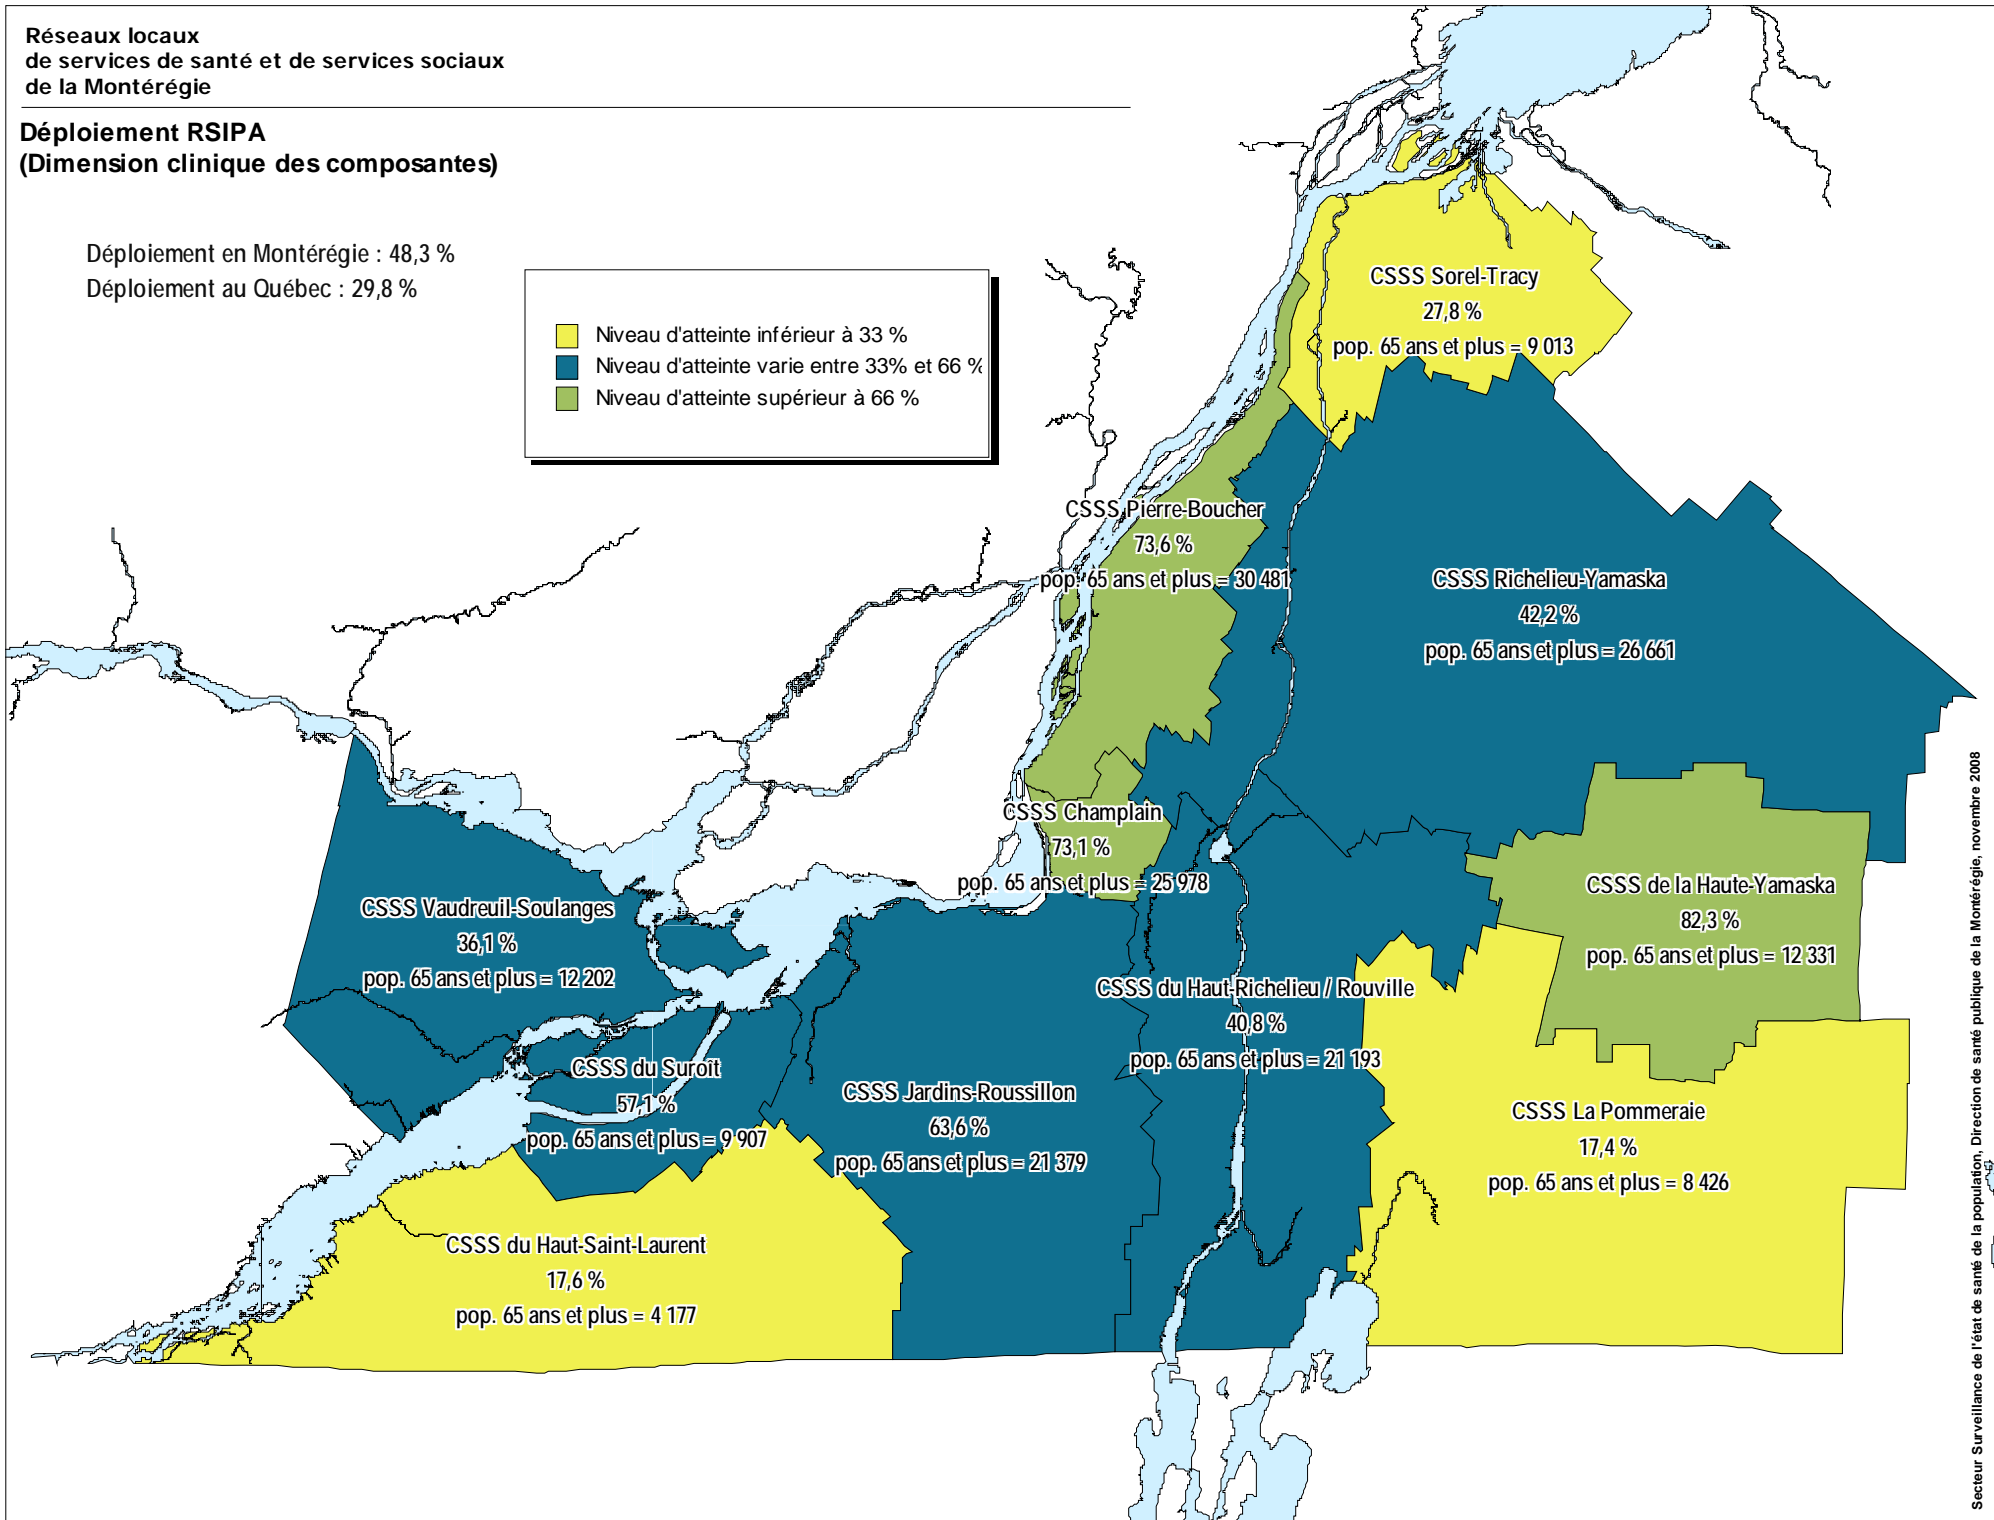 Réseaux locaux
de services de santé et de services sociaux
de la Montérégie
Déploiement RSIPA
(Dimension clinique des composantes)
Déploiement en Montérégie : 48,3 %
Déploiement au Québec : 29,8 %
Niveau d'atteinte inférieur à 33 %
Niveau d'atteinte varie entre 33% et 66 %
Niveau d'atteinte supérieur à 66 %
CSSS Sorel-Tracy
27,8 %
pop. 65 ans et plus = 9 013
CSSS Pierre-Boucher
73,6 %
pop. 65 ans et plus = 30 481
CSSS Richelieu-Yamaska
42,2 %
pop. 65 ans et plus = 26 661
CSSS Champlain
73,1 %
pop. 65 ans et plus = 25 978
CSSS de la Haute-Yamaska
82,3 %
pop. 65 ans et plus = 12 331
CSSS Vaudreuil-Soulanges
36,1 %
pop. 65 ans et plus = 12 202
CSSS du Haut-Richelieu / Rouville
40,8 %
pop. 65 ans et plus = 21 193
CSSS du Suroît
57,1 %
pop. 65 ans et plus = 9 907
CSSS Jardins-Roussillon
63,6 %
pop. 65 ans et plus = 21 379
CSSS La Pommeraie
17,4 %
pop. 65 ans et plus = 8 426
CSSS du Haut-Saint-Laurent
17,6 %
pop. 65 ans et plus = 4 177
Secteur Surveillance de l'état de santé de la population, Direction de santé publique de la Montérégie, novembre 2008